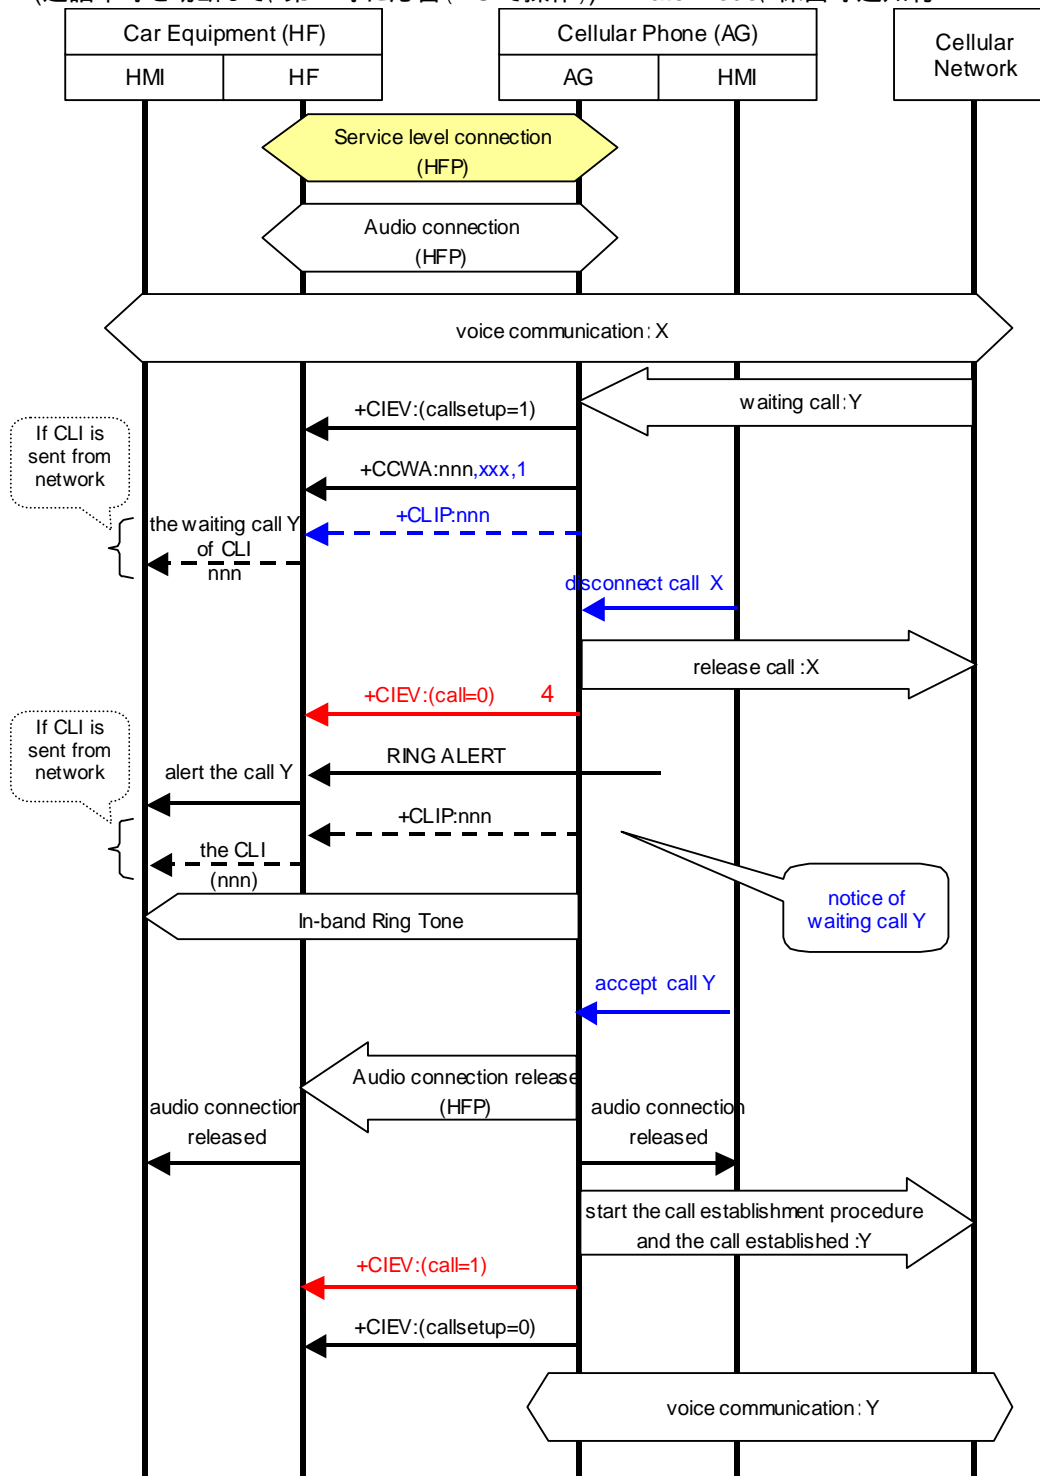 Car Equipment (HF)
Cellular Phone (AG)
Cellular
Network
HMI
HF
AG
HMI
Service level connection
(HFP)
Audio connection
(HFP)
voice communication: X
waiting call:Y
+CIEV:(callsetup=1)
If CLI is
sent from
network
+CCWA:nnn,xxx,1
+CLIP:nnn
the waiting call Y
of CLI
nnn
disconnect call X
release call :X
+CIEV:(call=0) 4
If CLI is
sent from
network
RING ALERT
alert the call Y
+CLIP:nnn
the CLI
(nnn)
notice of
waiting call Y
In-band Ring Tone
accept call Y
Audio connection release
(HFP)
audio connection
released
audio connection
released
start the call establishment procedure
and the call established :Y
+CIEV:(call=1)
+CIEV:(callsetup=0)
voice communication: Y